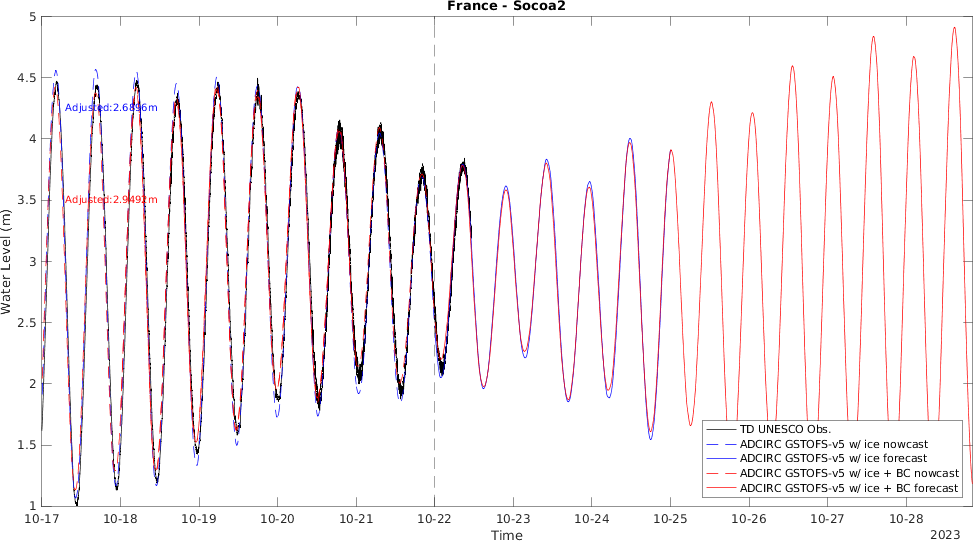 France - Socoa2
5
4.5
4
3.5
3
2.5
2
1.5
1
Water Level (m)
Adjusted:2.6896m
Adjusted:2.9492m
TD UNESCO Obs.
ADCIRC GSTOFS-v5 w/ ice nowcast
ADCIRC GSTOFS-v5 w/ ice forecast
ADCIRC GSTOFS-v5 w/ ice + BC nowcast
ADCIRC GSTOFS-v5 w/ ice + BC forecast
10-17 10-18 10-19 10-20 10-21 10-22 10-23 10-24 10-25 10-26 10-27 10-28
Time
2023